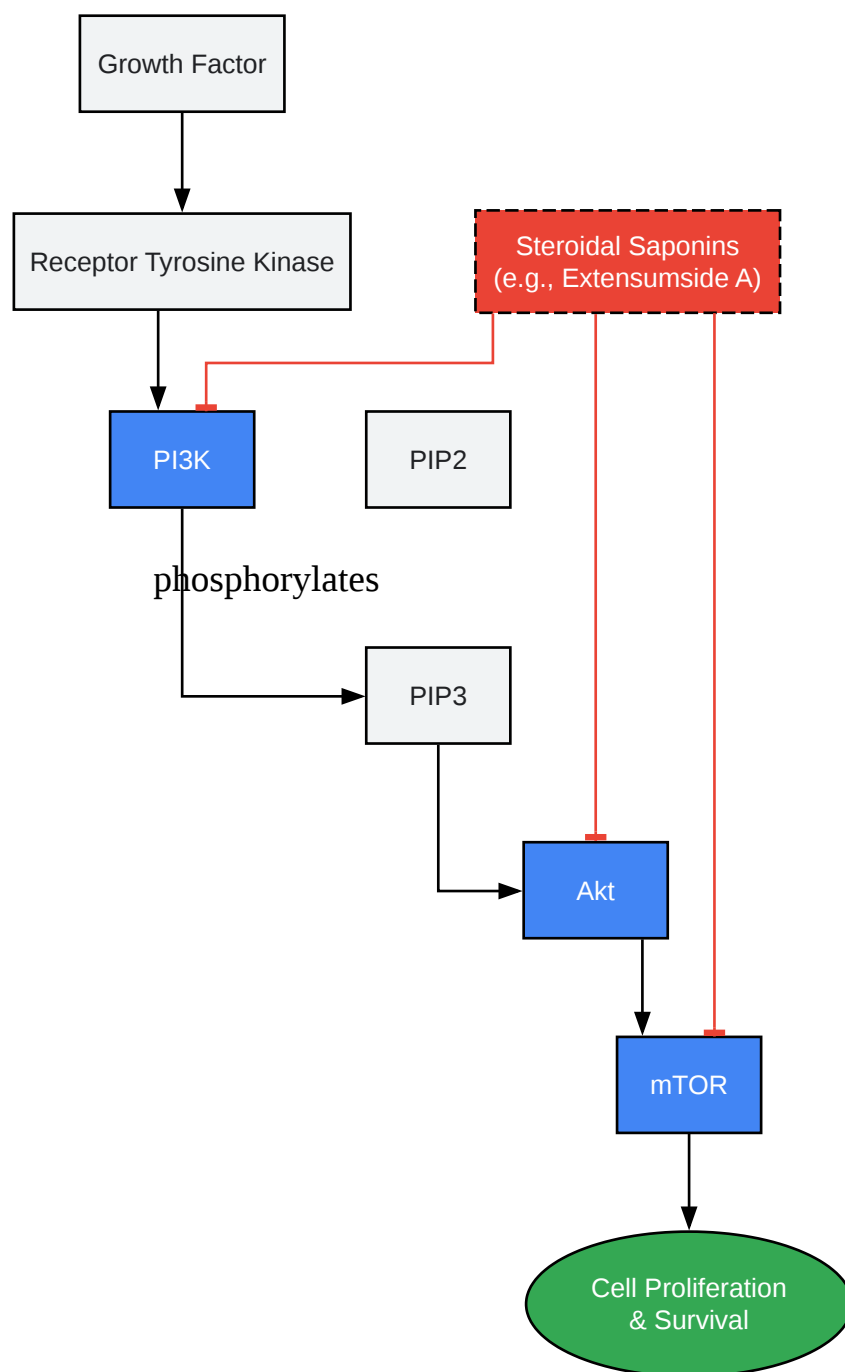 Growth Factor
Receptor Tyrosine Kinase
Steroidal Saponins
(e.g., Extensumside A)
PI3K
PIP2
phosphorylates
PIP3
Akt
mTOR
Cell Proliferation
& Survival